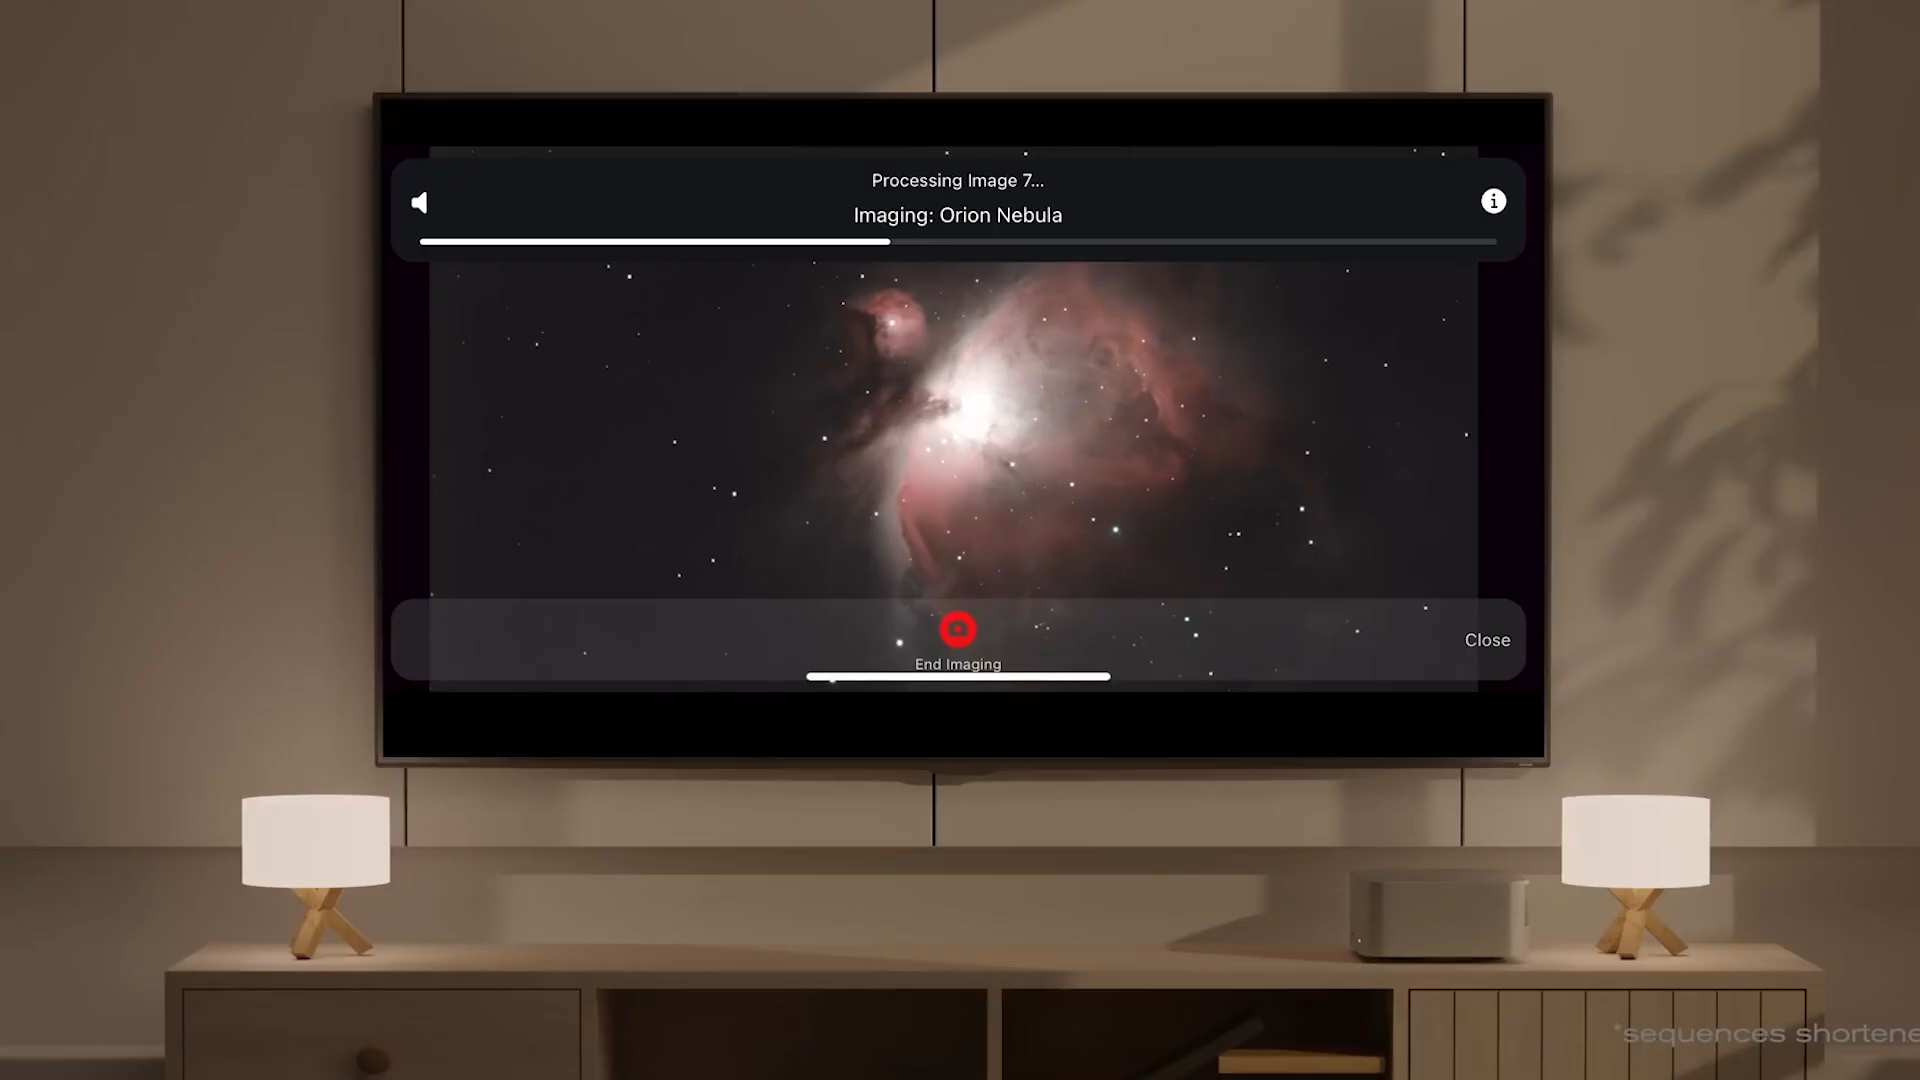 Processing Image 7...
Imaging: Orion Nebula
End Imaging
Close
*sequences shortene